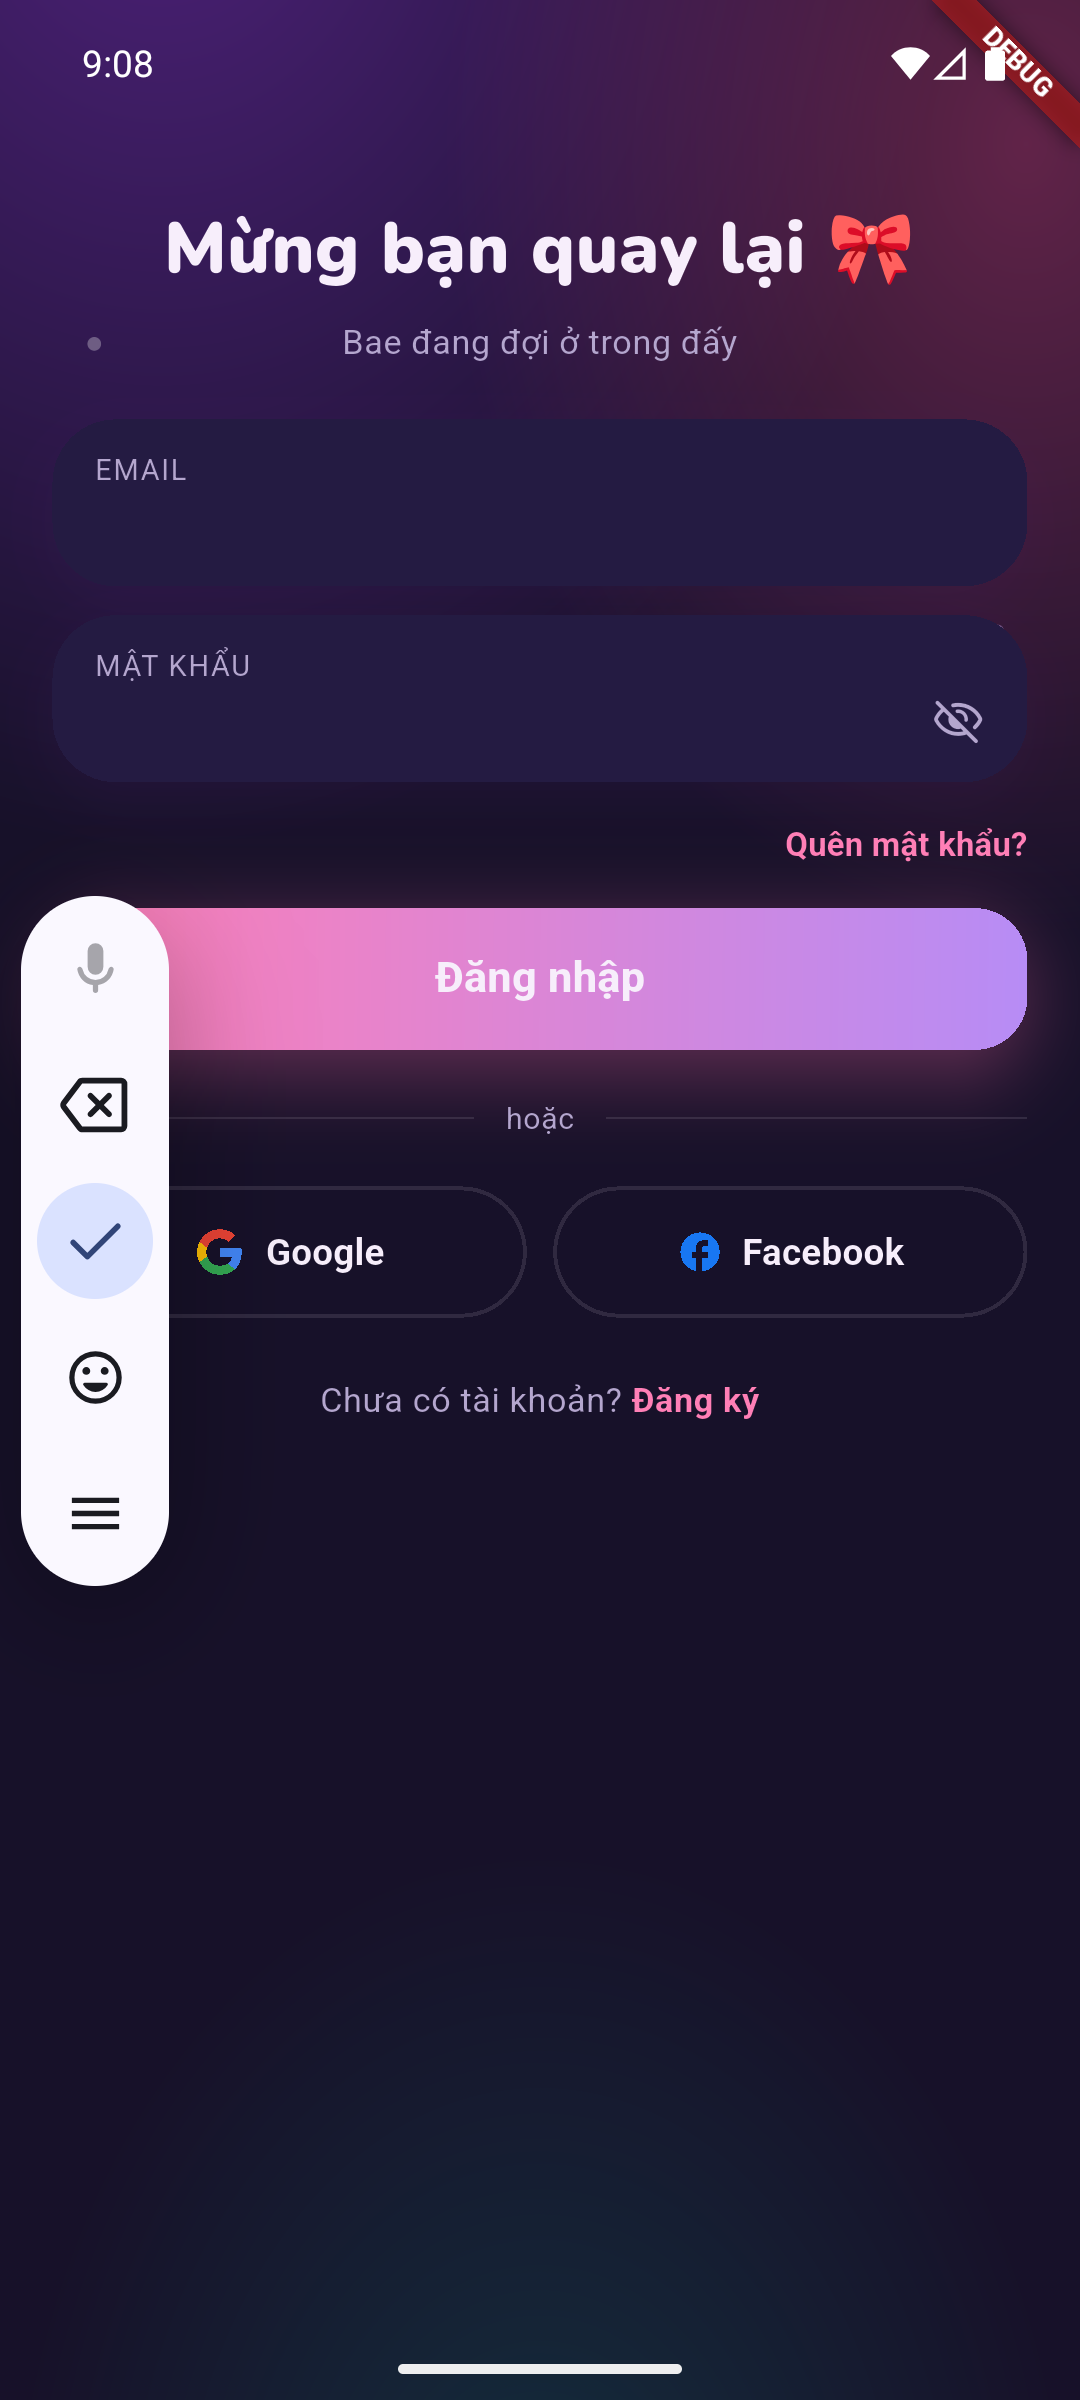 9:08
DEBUG
Mừng bạn quay lại 🎀
Bae đang đợi ở trong đấy
EMAIL
MẬT KHẨU
Quên mật khẩu?
Đăng nhập
hoặc
Google
Facebook
Chưa có tài khoản? Đăng ký